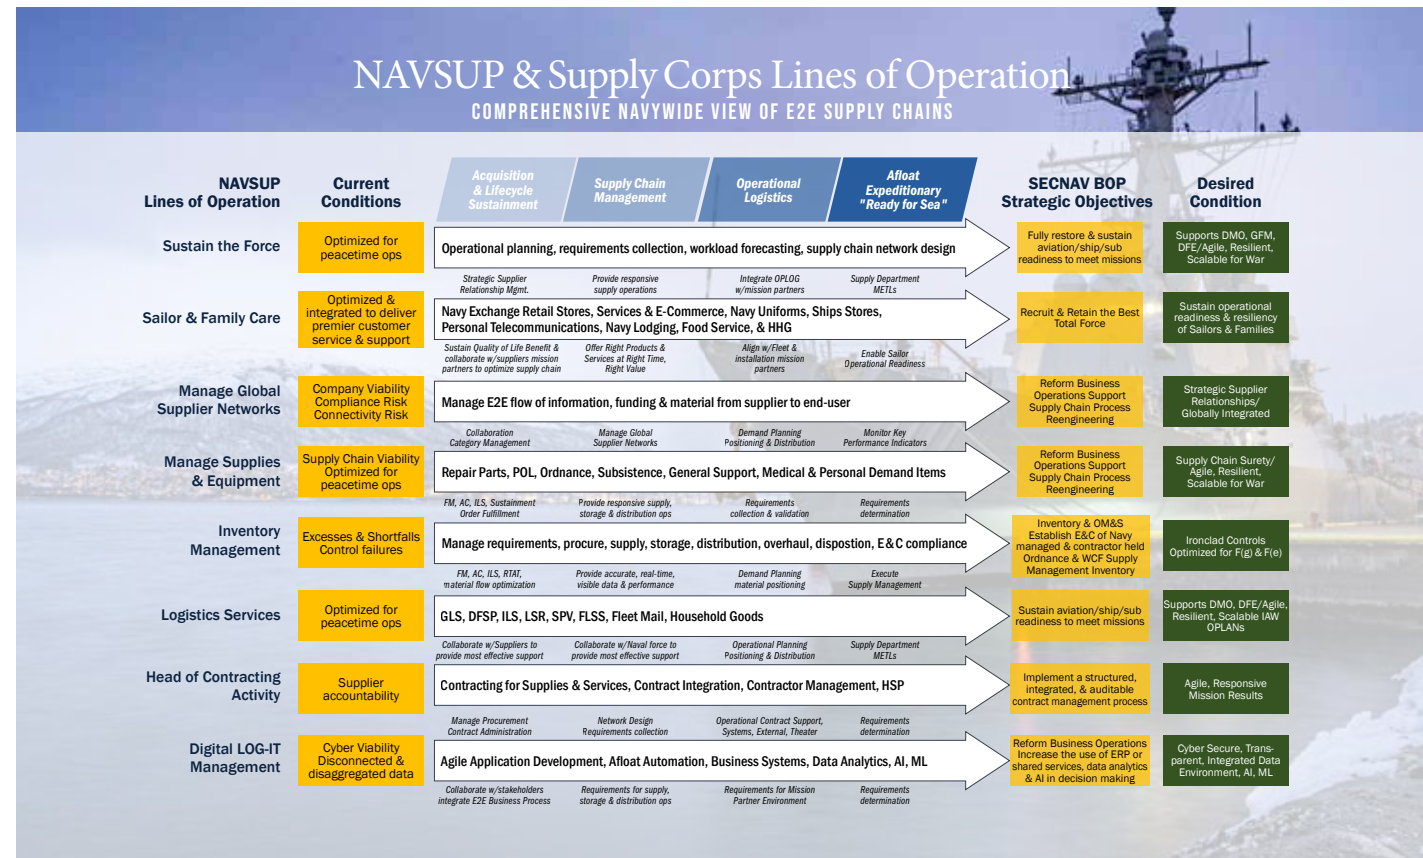 NAVSUP & Supply Corps Lines of Operation
COMPREHENSIVE NAVYWIDE VIEW OF E2E SUPPLY CHAINS
NAVSUP
Lines of Operation
Current
Conditions
Acquisition
& Lifecycle
Sustainment
Supply Chain
Management
Operational
Logistics
Afloat
Expeditionary
"Ready for Sea"
SECNAV BOP
Strategic Objectives
Desired
Condition
Sustain the Force
Optimized for
peacetime ops
Operational planning, requirements collection, workload forecasting, supply chain network design
Fully restore & sustain
aviation/ship/sub
readiness to meet missions
Supports DMO, GFM,
DFE/Agile, Resilient,
Scalable for War
Strategic Supplier
Relationship Mgmt.
Provide responsive
supply operations
Integrate OPLOG
w/mission partners
Supply Department
METLs
Sailor & Family Care
Optimized &
integrated to deliver
premier customer
service & support
Navy Exchange Retail Stores, Services & E-Commerce, Navy Uniforms, Ships Stores,
Personal Telecommunications, Navy Lodging, Food Service, & HHG
Recruit & Retain the Best
Total Force
Sustain operational
readiness & resiliency
of Sailors & Families
Sustain Quality of Life Benefit &
collaborate w/suppliers mission
partners to optimize supply chain
Offer Right Products &
Services at Right Time,
Right Value
Align w/Fleet &
installation mission
partners
Enable Sailor
Operational Readiness
Manage Global
Supplier Networks
Company Viability
Compliance Risk
Connectivity Risk
Manage E2E flow of information, funding & material from supplier to end-user
Reform Business
Operations Support
Supply Chain Process
Reengineering
Strategic Supplier
Relationships/
Globally Integrated
Collaboration
Category Management
Manage Global
Supplier Networks
Demand Planning
Positioning & Distribution
Monitor Key
Performance Indicators
Manage Supplies
& Equipment
Supply Chain Viability
Optimized for
peacetime ops
Repair Parts, POL, Ordnance, Subsistence, General Support, Medical & Personal Demand Items
Reform Business
Operations Support
Supply Chain Process
Reengineering
Supply Chain Surety/
Agile, Resilient,
Scalable for War
FM, AC, ILS, Sustainment
Order Fulfillment
Provide responsive supply,
storage & distribution ops
Requirements
collection & validation
Requirements
determination
Inventory
Management
Excesses & Shortfalls
Control failures
Manage requirements, procure, supply, storage, distribution, overhaul, dispostion, E&C compliance
Inventory & OM&S
Establish E&C of Navy
managed & contractor held
Ordnance & WCF Supply
Management Inventory
Ironclad Controls
Optimized for F(g) & F(e)
FM, AC, ILS, RTAT,
material flow optimization
Provide accurate, real-time,
visible data & performance
Demand Planning
material positioning
Execute
Supply Management
Logistics Services
Optimized for
peacetime ops
GLS, DFSP, ILS, LSR, SPV, FLSS, Fleet Mail, Household Goods
Sustain aviation/ship/sub
readiness to meet missions
Supports DMO, DFE/Agile,
Resilient, Scalable IAW
OPLANs
Collaborate w/Suppliers to
provide most effective support
Collaborate w/Naval force to
provide most effective support
Operational Planning
Positioning & Distribution
Supply Department
METLs
Head of Contracting
Activity
Supplier
accountability
Contracting for Supplies & Services, Contract Integration, Contractor Management, HSP
Implement a structured,
integrated, & auditable
contract management process
Agile, Responsive
Mission Results
Manage Procurement
Contract Administration
Network Design
Requirements collection
Operational Contract Support,
Systems, External, Theater
Requirements
determination
Digital LOG-IT
Management
Cyber Viability
Disconnected &
disaggregated data
Agile Application Development, Afloat Automation, Business Systems, Data Analytics, AI, ML
Reform Business Operations
Increase the use of ERP or
shared services, data analytics
& AI in decision making
Cyber Secure, Trans-
parent, Integrated Data
Environment, AI, ML
Collaborate w/stakeholders
integrate E2E Business Process
Requirements for supply,
storage & distribution ops
Requirements for Mission
Partner Environment
Requirements
determination